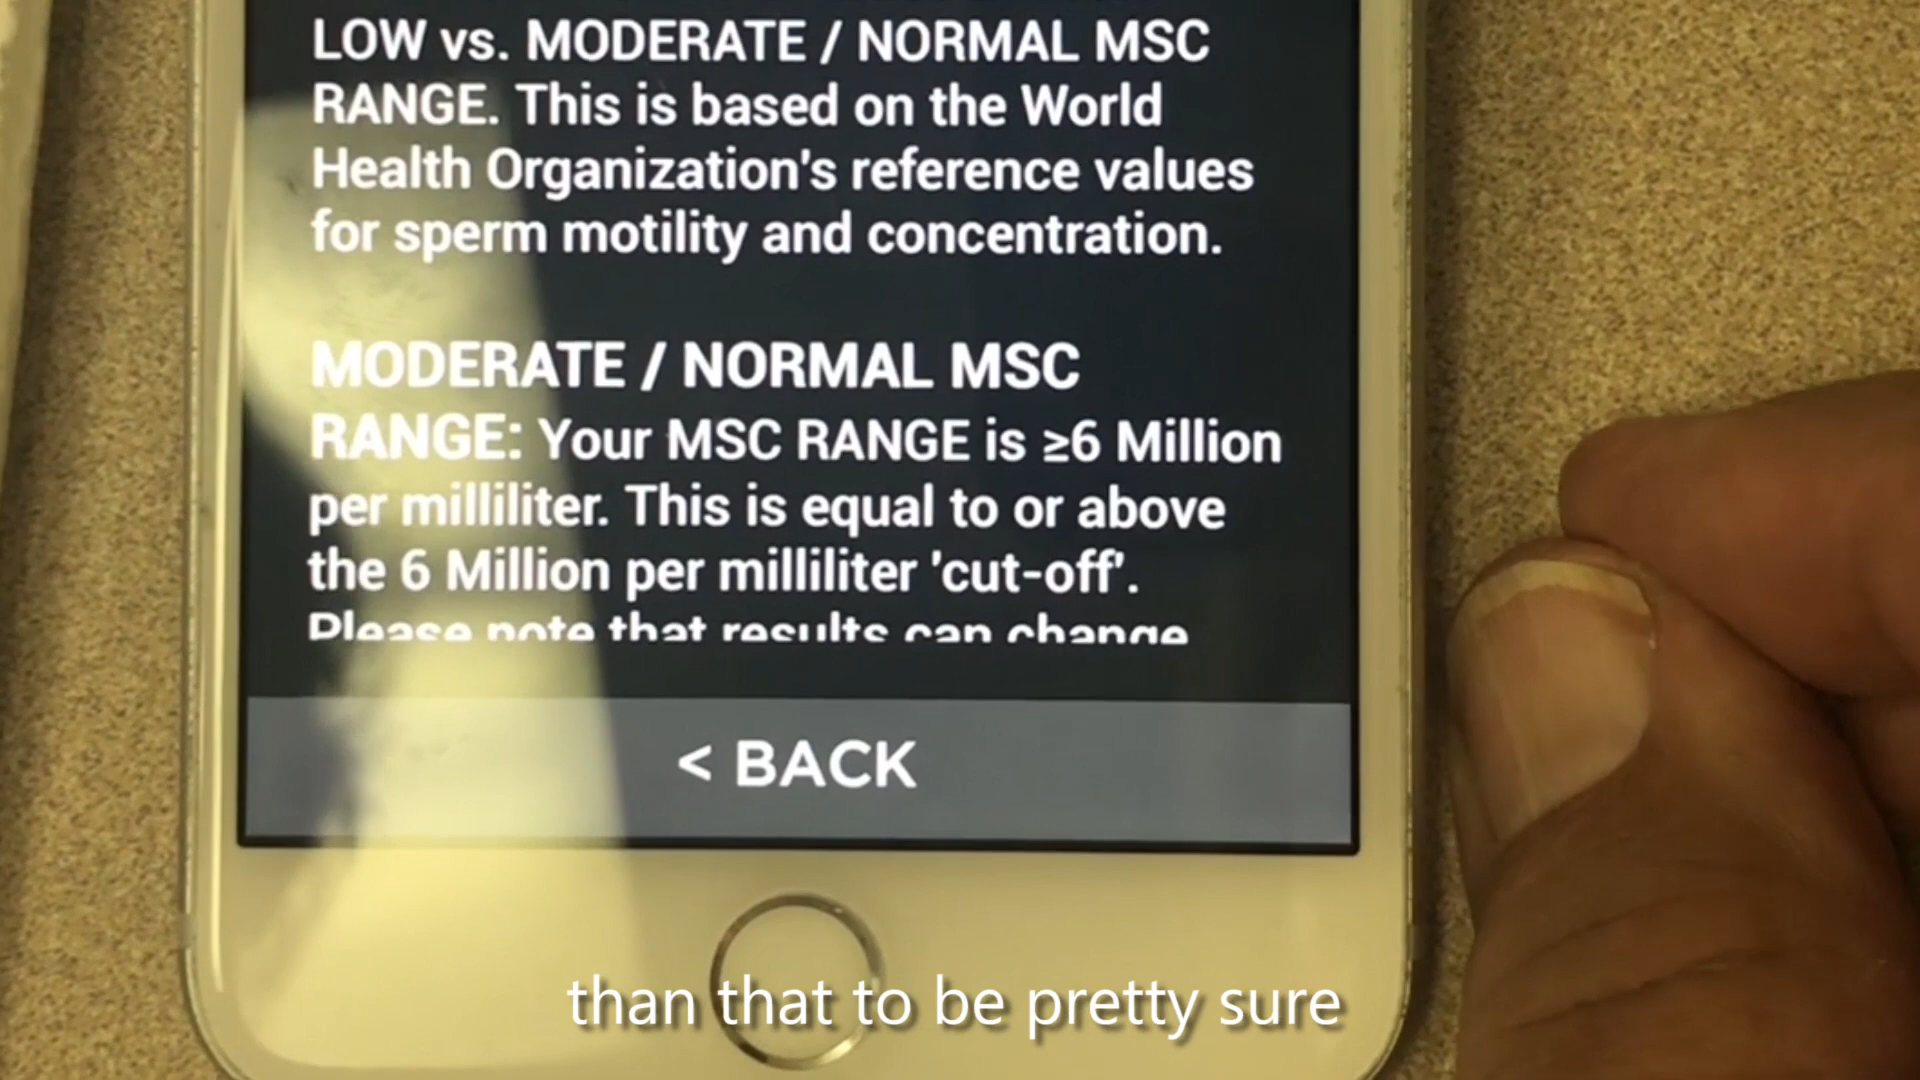 LOW vs. MODERATE / NORMAL MSC
RANGE. This is based on the World
Health Organization's reference values
for sperm motility and concentration.
MODERATE / NORMAL MSC
RANGE: Your MSC RANGE is ≥6 Million
per milliliter. This is equal to or above
the 6 Million per milliliter 'cut-off'.
Please note that results can change
< BACK
than that to be pretty sure